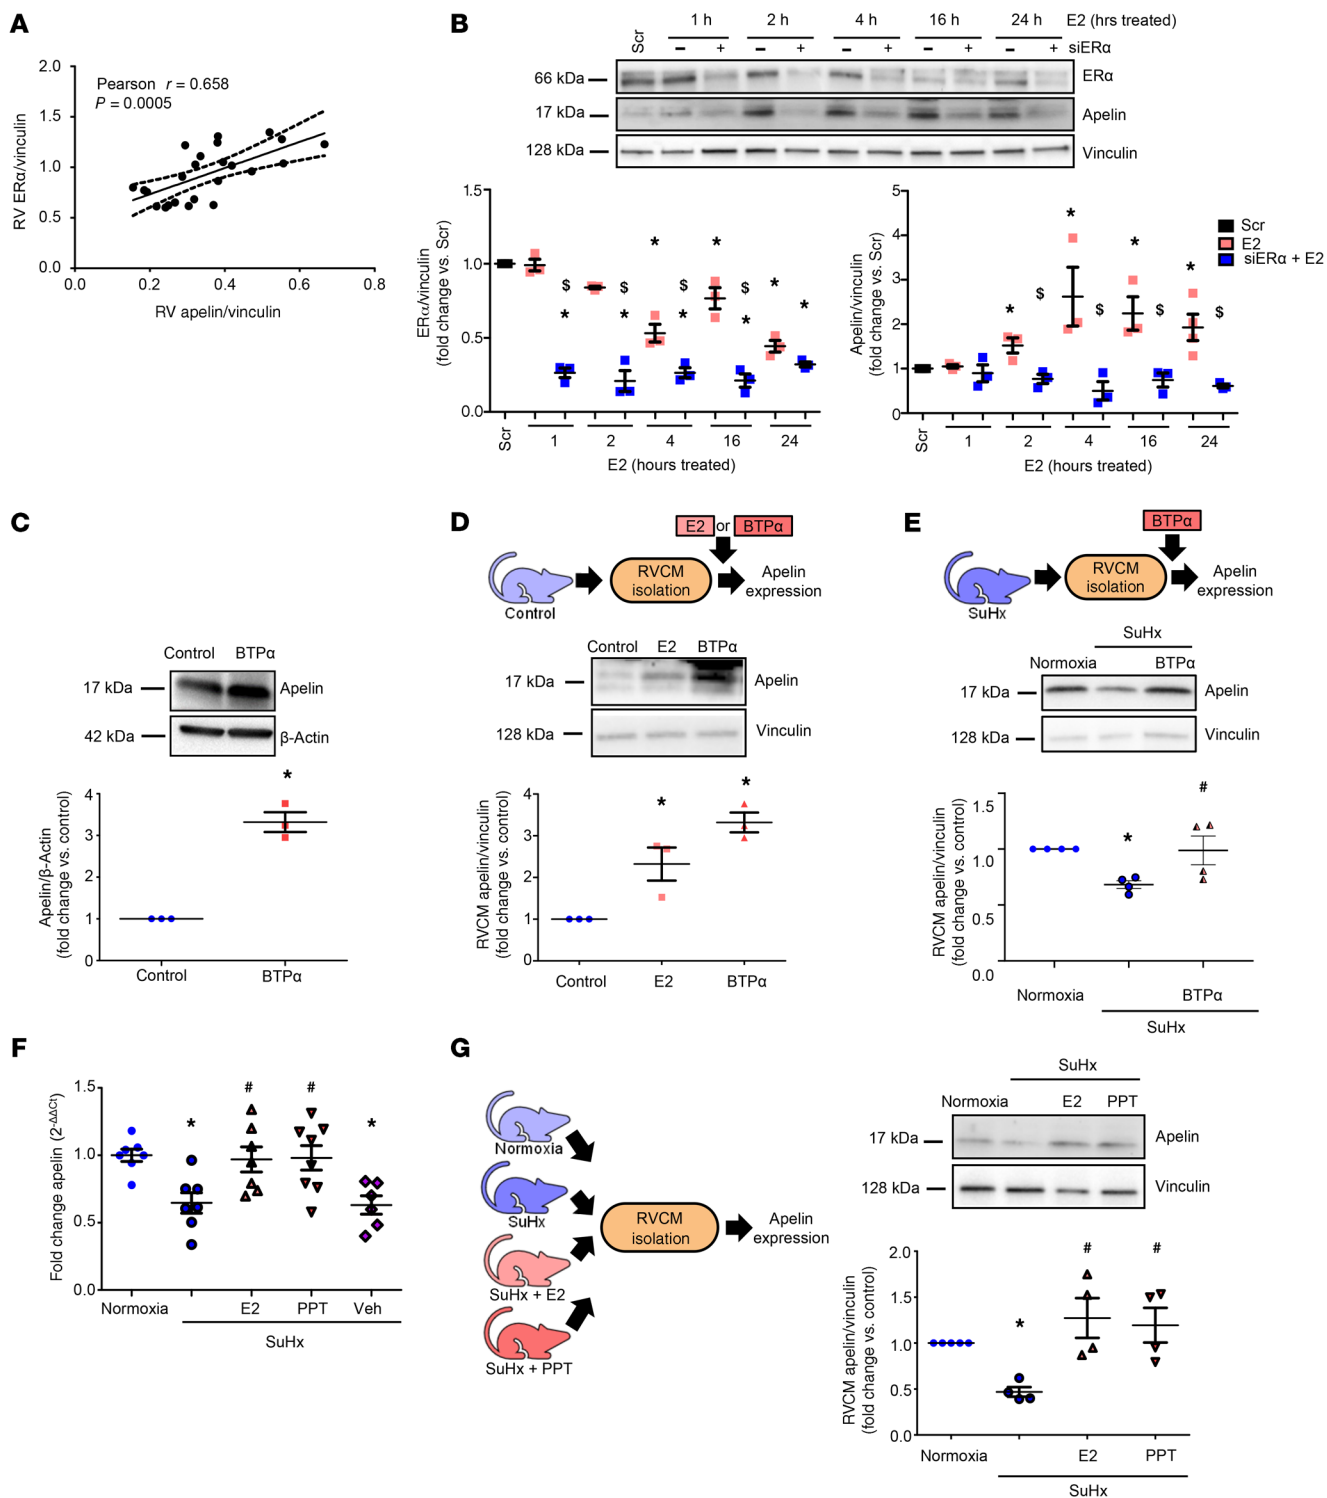 A
2.0
1.5
1.0
0.5
0.0
RV ERα/vinculin
Pearson r = 0.658
P = 0.0005
0.0
0.2
0.4
0.6
0.8
RV apelin/vinculin
B
Scr
1 h
2 h
4 h
16 h
24 h
E2 (hrs treated)
– + – + – + – + – + siERα
66 kDa
ERα
17 kDa
Apelin
128 kDa
Vinculin
ERα/vinculin
(fold change vs. Scr)
1.5
1.0
0.5
0.0
$ * $ * * $ * * $ * * *
Scr
1
2
4
16
24
E2 (hours treated)
Apelin/vinculin
(fold change vs. Scr)
5
4
3
2
1
0
* $ * $ * $ * $
Scr
1
2
4
16
24
E2 (hours treated)
Scr
E2
siERα + E2
C
Control
BTPα
17 kDa
Apelin
42 kDa
β-Actin
Apelin/β-Actin
(fold change vs. control)
4
3
2
1
0
*
Control
BTPα
D
E2 or BTPα
Control
RVCM
isolation
Apelin
expression
Control
E2
BTPα
17 kDa
Apelin
128 kDa
Vinculin
RVCM apelin/vinculin
(fold change vs. control)
4
3
2
1
0
* *
Control
E2
BTPα
E
BTPα
SuHx
RVCM
isolation
Apelin
expression
SuHx
Normoxia
BTPα
17 kDa
Apelin
128 kDa
Vinculin
RVCM apelin/vinculin
(fold change vs. control)
1.5
1.0
0.5
0.0
* #
Normoxia
BTPα
SuHx
F
Fold change apelin (2-ΔΔCt)
1.5
1.0
0.5
0.0
* # # *
Normoxia
E2
PPT
Veh
SuHx
G
Normoxia
SuHx
SuHx + E2
SuHx + PPT
RVCM
isolation
Apelin
expression
SuHx
Normoxia
E2
PPT
17 kDa
Apelin
128 kDa
Vinculin
RVCM apelin/vinculin
(fold change vs. control)
2.0
1.5
1.0
0.5
0.0
* # #
Normoxia
E2
PPT
SuHx